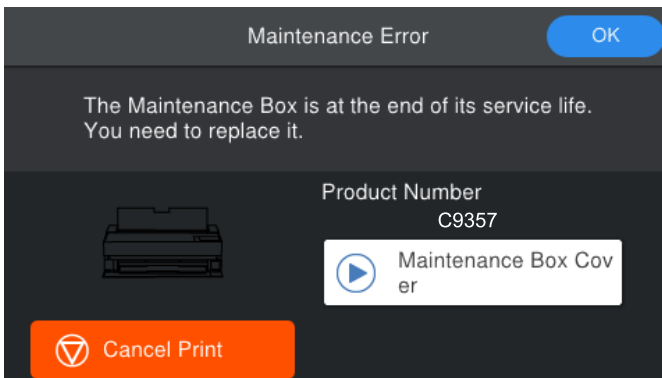 Maintenance Error
OK
The Maintenance Box is at the end of its service life.
You need to replace it.
Product Number
C9357
Maintenance Box Cov
er
Cancel Print